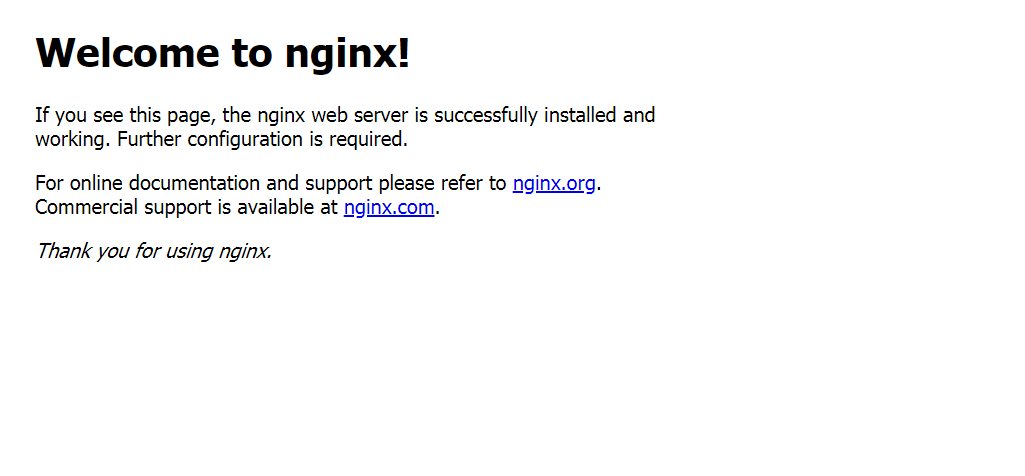 Welcome to nginx!
If you see this page, the nginx web server is successfully installed and
working. Further configuration is required.
For online documentation and support please refer to nginx.org.
Commercial support is available at nginx.com.
Thank you for using nginx.